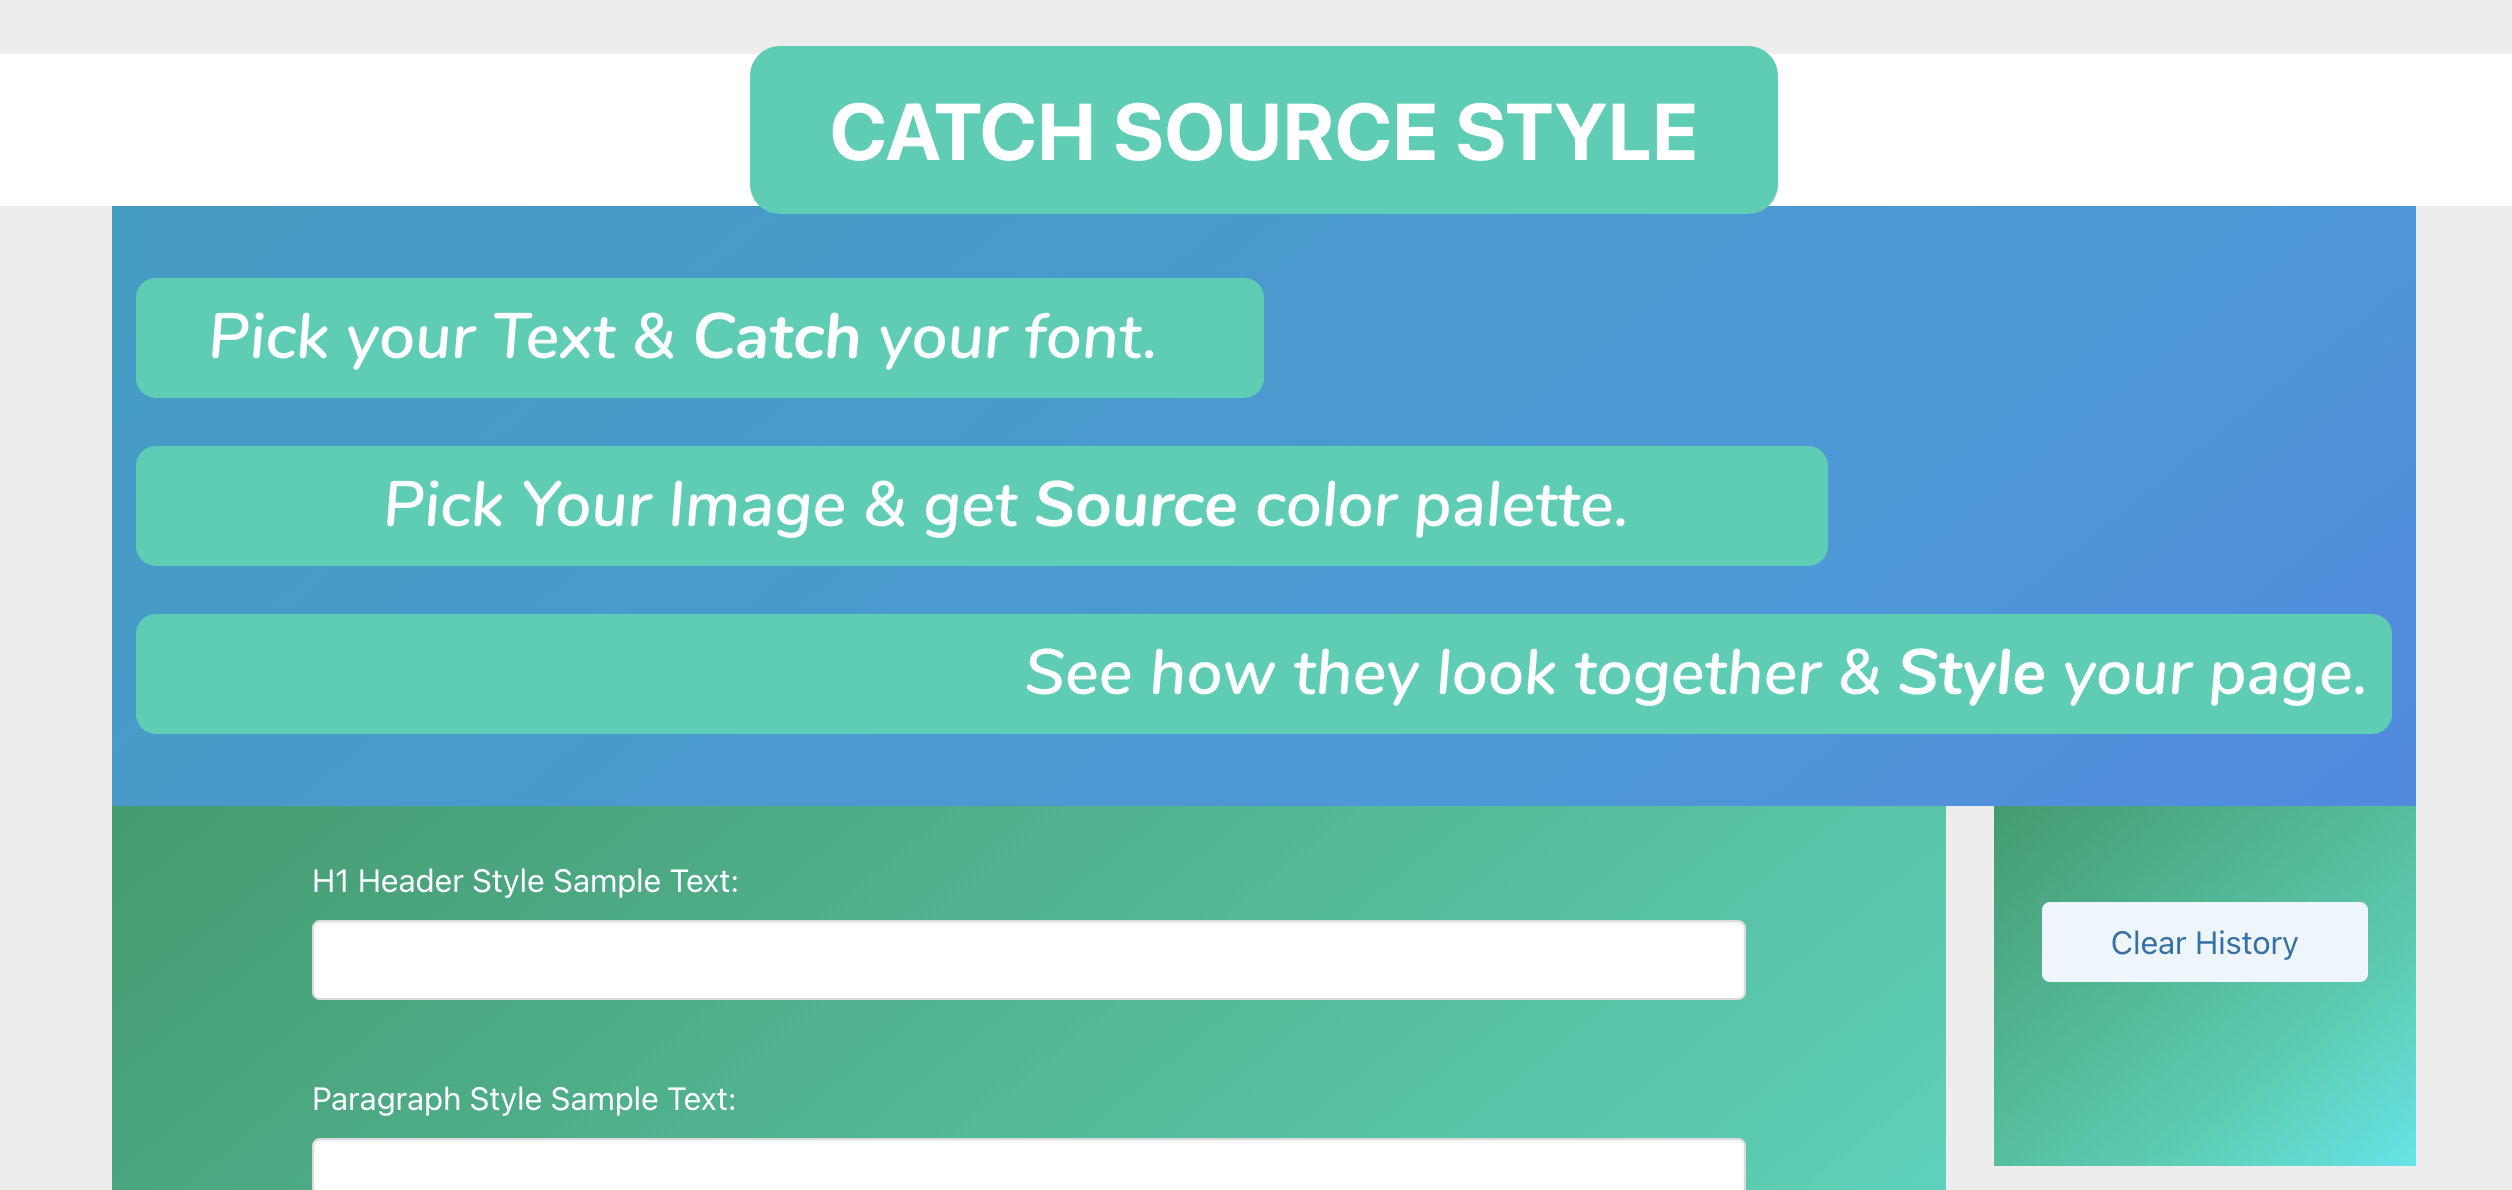 CATCH SOURCE STYLE
Pick your Text & Catch your font.
Pick Your Image & get Source color palette.
See how they look together & Style your page.
H1 Header Style Sample Text:
Clear History
Paragraph Style Sample Text: